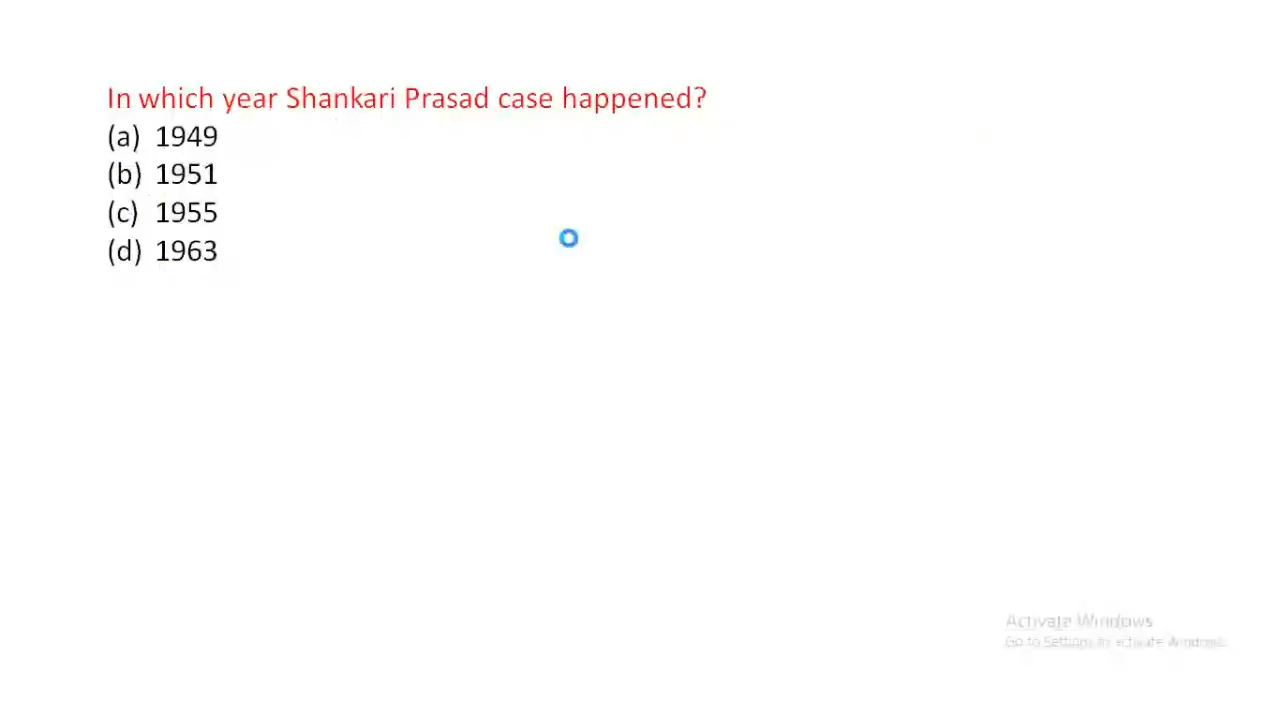 In which year Shankari Prasad case happened?
(a) 1949
(b) 1951
(c) 1955
(d) 1963
Activate Windows
Go to Settings to activate Windows.